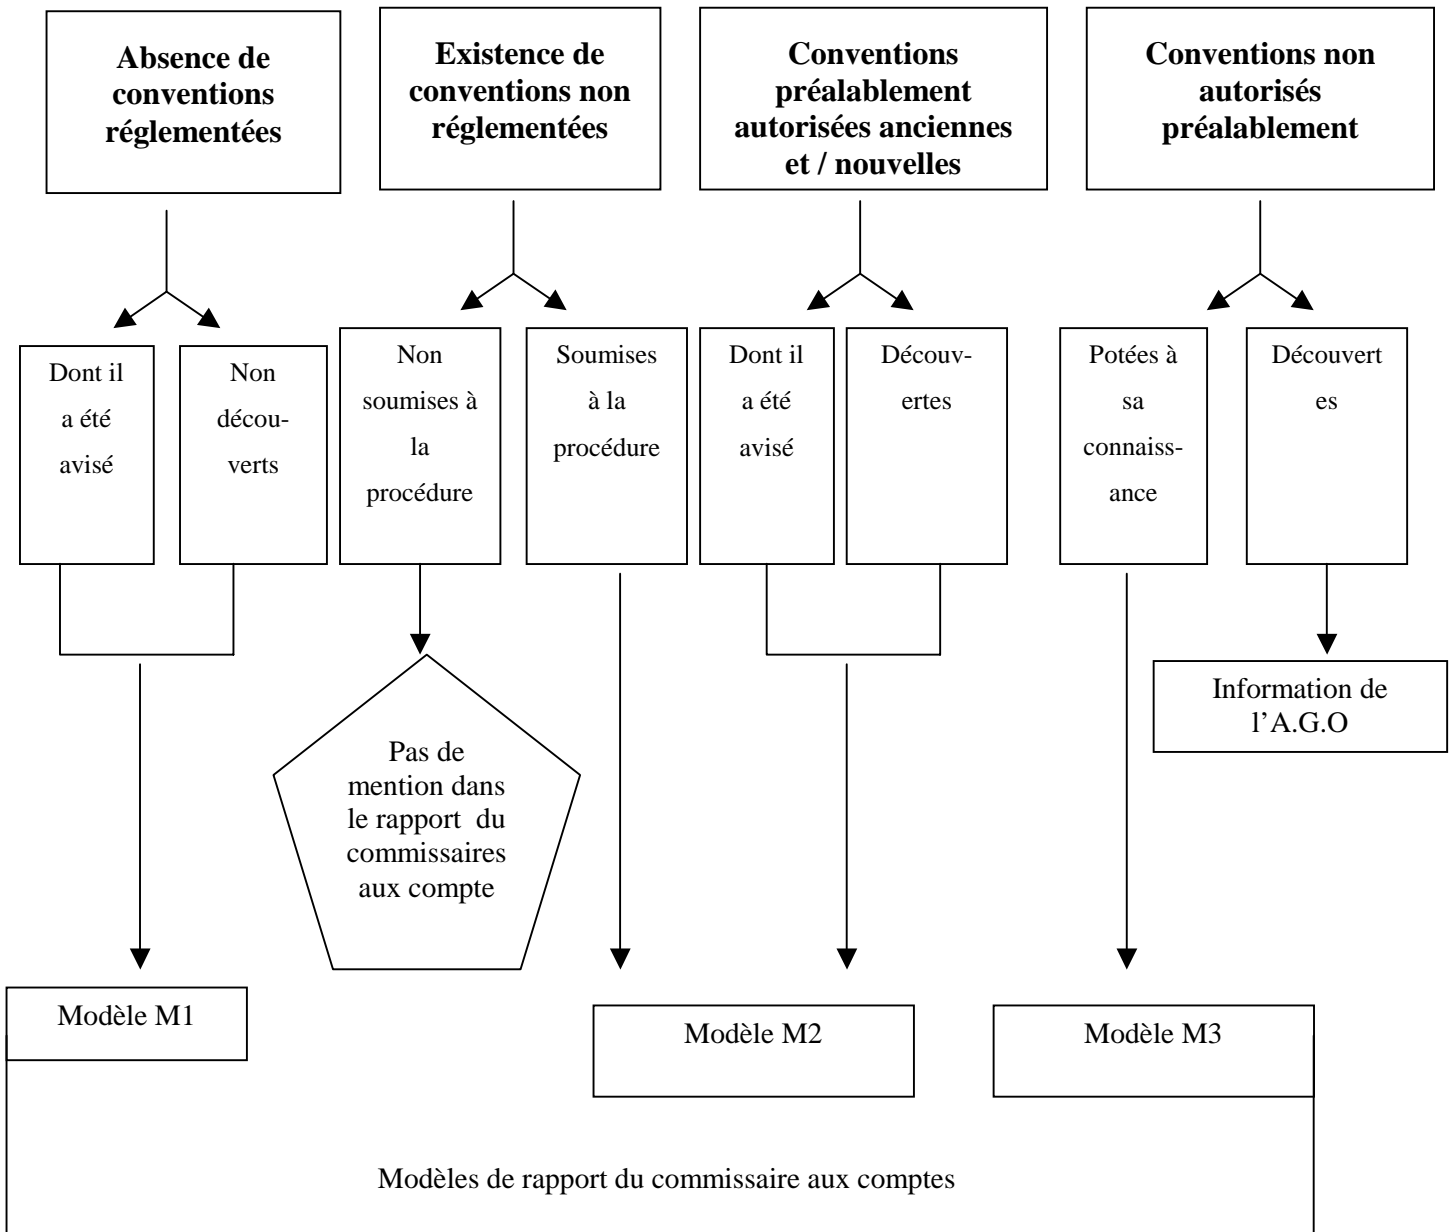 Absence de
conventions
réglementées
Existence de
conventions non
réglementées
Conventions
préalablement
autorisées anciennes
et / nouvelles
Conventions non
autorisés
préalablement
Dont il
a été
avisé
Non
décou-
verts
Non
soumises à
la
procédure
Soumises
à la
procédure
Dont il
a été
avisé
Découv-
ertes
Potées à
sa
connaiss-
ance
Découvert
es
Information de
l’A.G.O
Pas de
mention dans
le rapport du
commissaires
aux compte
Modèle M1
Modèle M2
Modèle M3
Modèles de rapport du commissaire aux comptes